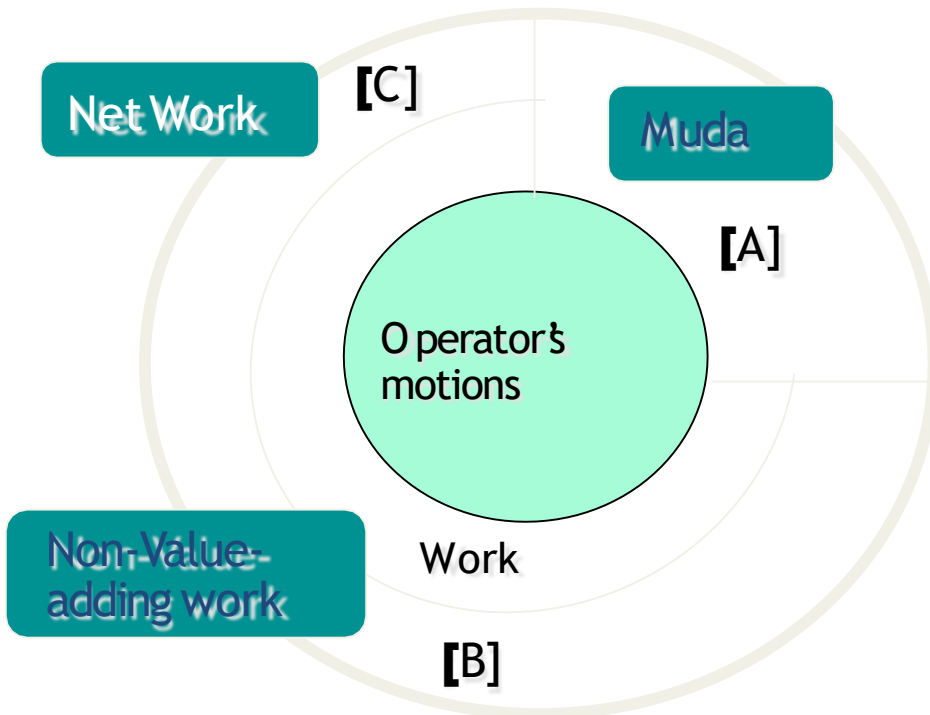 [C]
Net Work
Muda
[A]
Operator's
motions
Non-Value-
adding work
Work
[B]